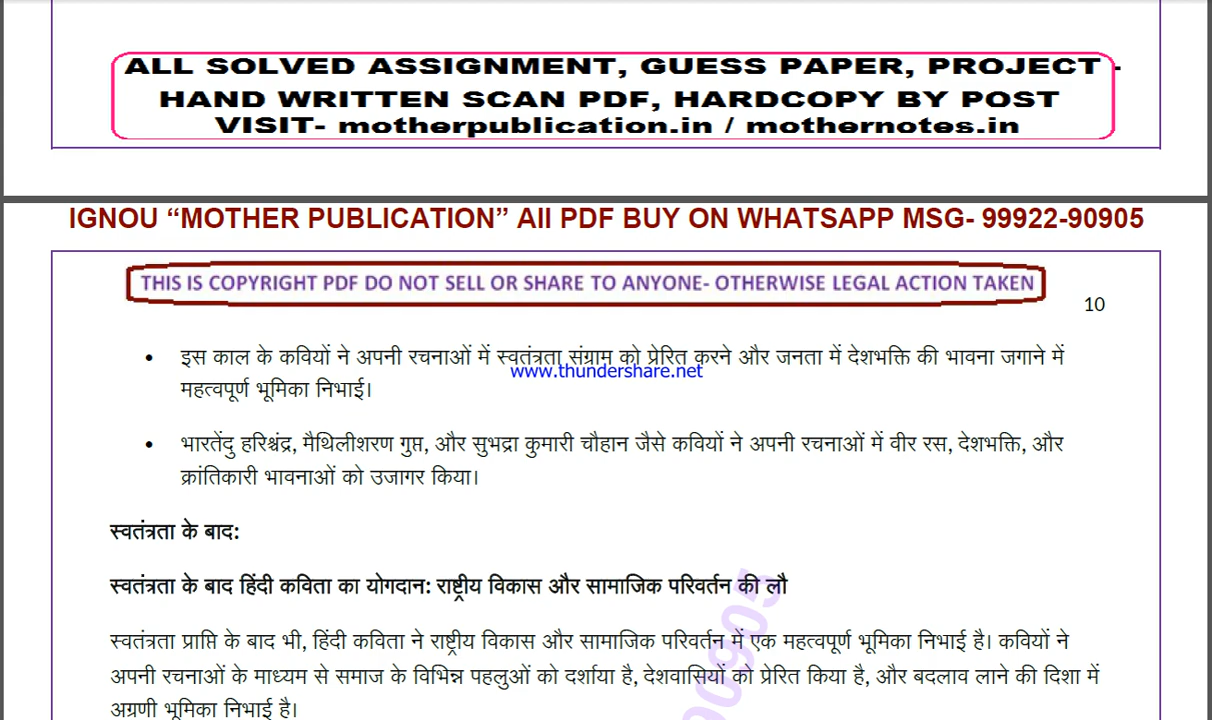 ALL SOLVED ASSIGNMENT, GUESS PAPER, PROJECT -
HAND WRITTEN SCAN PDF, HARDCOPY BY POST
VISIT- motherpublication.in / mothernotes.in
IGNOU “MOTHER PUBLICATION” All PDF BUY ON WHATSAPP MSG- 99922-90905
THIS IS COPYRIGHT PDF DO NOT SELL OR SHARE TO ANYONE- OTHERWISE LEGAL ACTION TAKEN
10
• इस काल के कवियों ने अपनी रचनाओं में स्वतंत्रता संग्राम को प्रेरित करने और जनता में देशभक्ति की भावना जगाने में
www.thundershare.net
महत्वपूर्ण भूमिका निभाई।
• भारतेंदु हरिश्चंद्र, मैथिलीशरण गुप्त, और सुभद्रा कुमारी चौहान जैसे कवियों ने अपनी रचनाओं में वीर रस, देशभक्ति, और
क्रांतिकारी भावनाओं को उजागर किया।
स्वतंत्रता के बाद:
स्वतंत्रता के बाद हिंदी कविता का योगदान: राष्ट्रीय विकास और सामाजिक परिवर्तन की लौ
स्वतंत्रता प्राप्ति के बाद भी, हिंदी कविता ने राष्ट्रीय विकास और सामाजिक परिवर्तन में एक महत्वपूर्ण भूमिका निभाई है। कवियों ने
अपनी रचनाओं के माध्यम से समाज के विभिन्न पहलुओं को दर्शाया है, देशवासियों को प्रेरित किया है, और बदलाव लाने की दिशा में
अग्रणी भूमिका निभाई है।
90905